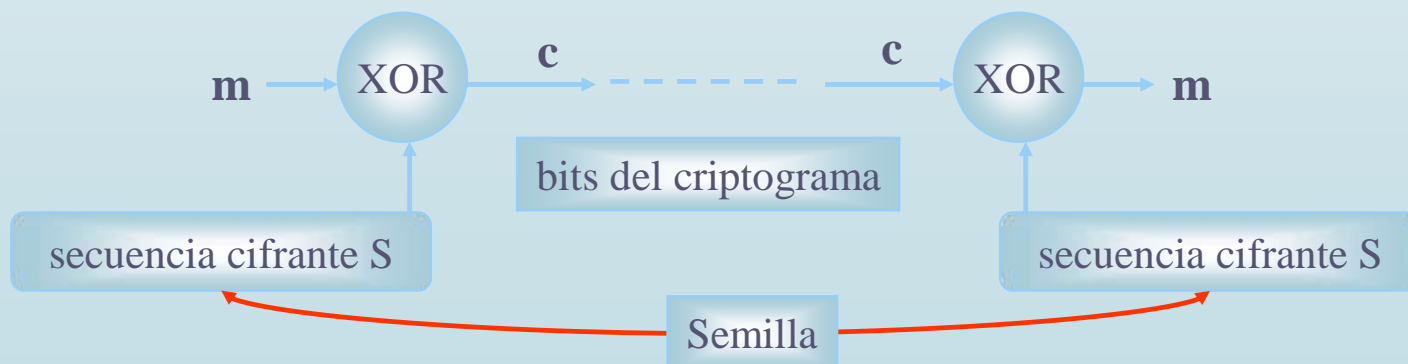 m
XOR
c
c
XOR
m
bits del criptograma
secuencia cifrante S
secuencia cifrante S
Semilla